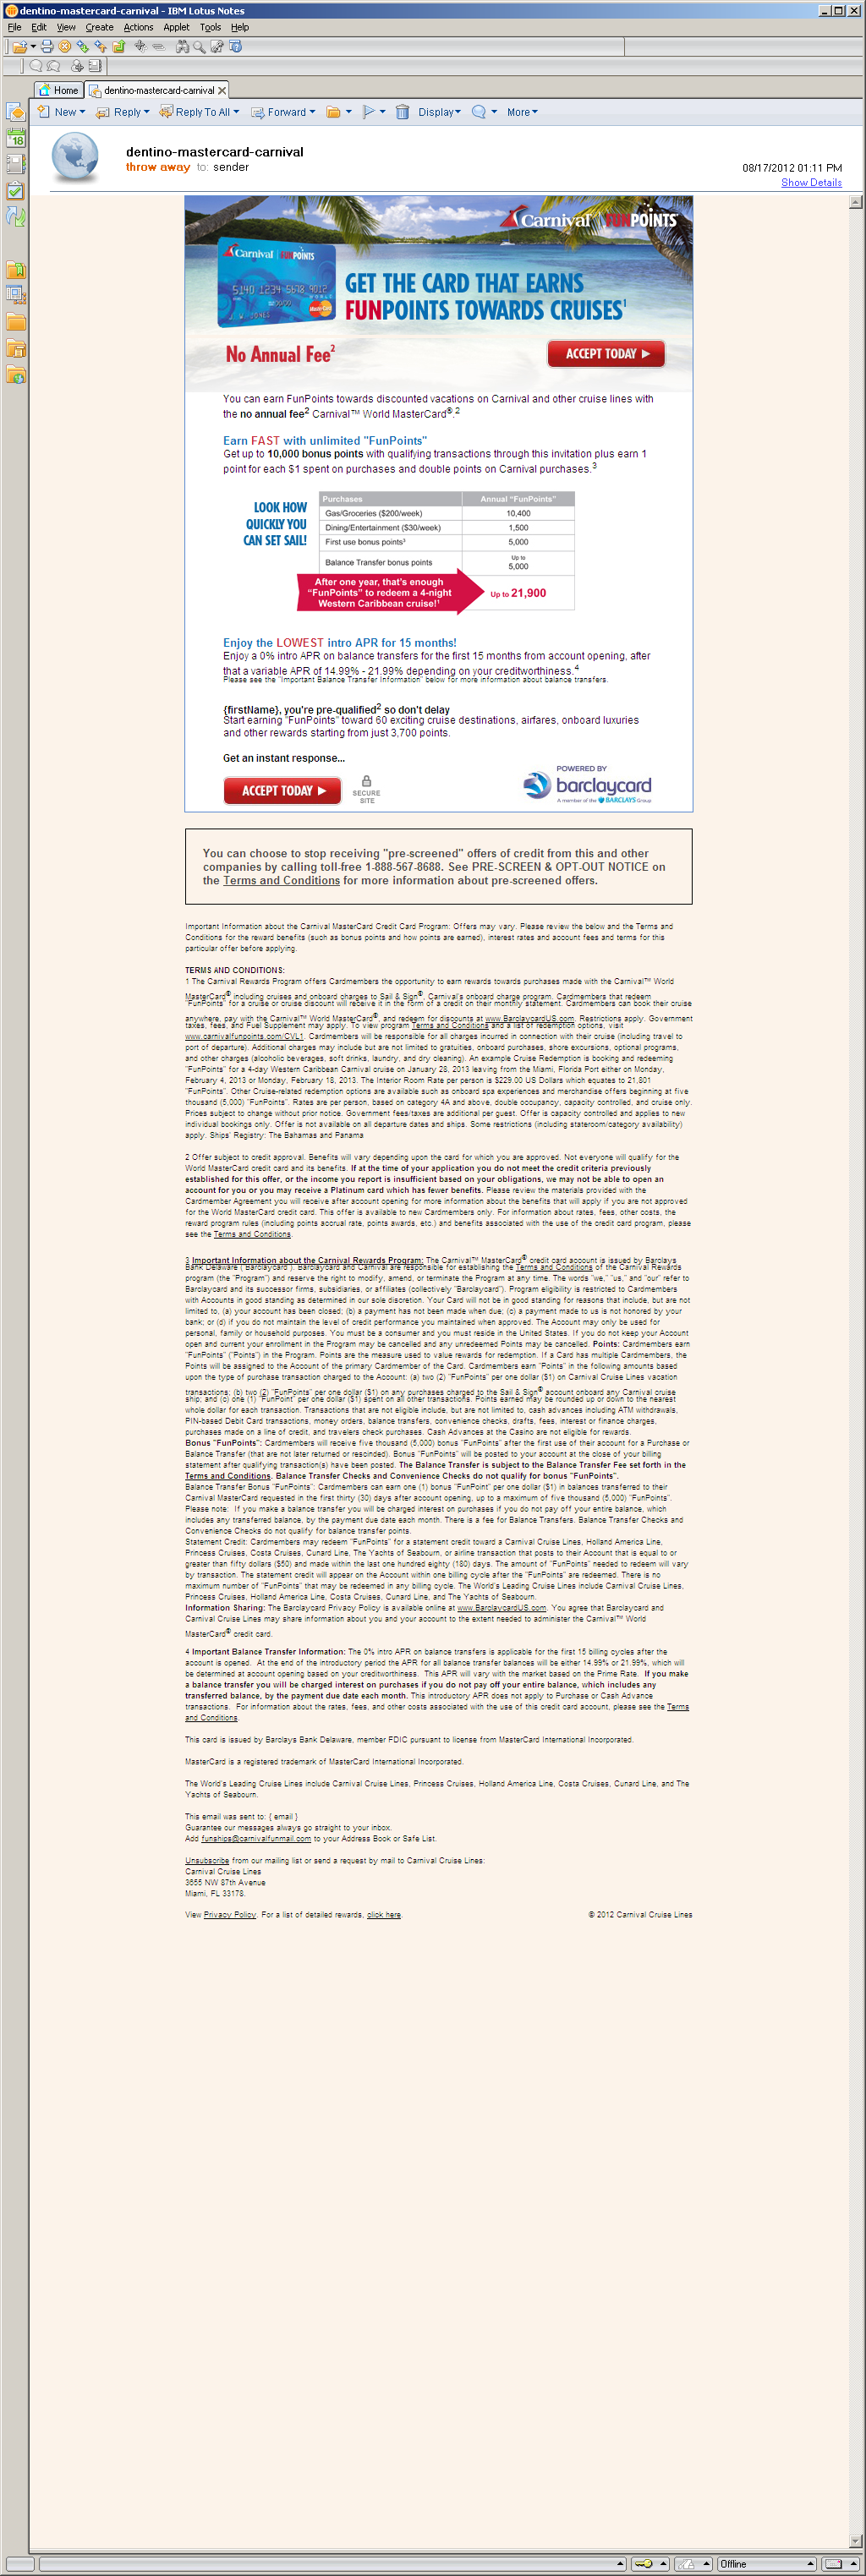 dentino-mastercard-carnival - IBM Lotus Notes
File Edit View Create Actions Applet Tools Help
Home
dentino-mastercard-carnival
New Reply Reply To All Forward Display More
18
dentino-mastercard-carnival
throw away to: sender
08/17/2012 01:11 PM
Show Details
Carnival FUNPOINTS
Carnival FUNPOINTS
5140 1234 5678 9012
WORLD
J. W. JONES
MasterCard
GET THE CARD THAT EARNS
FUNPOINTS TOWARDS CRUISES¹
No Annual Fee²
ACCEPT TODAY
You can earn FunPoints towards discounted vacations on Carnival and other cruise lines with
the no annual fee² Carnival™ World MasterCard®.²
Earn FAST with unlimited "FunPoints"
Get up to 10,000 bonus points with qualifying transactions through this invitation plus earn 1
point for each $1 spent on purchases and double points on Carnival purchases.³
LOOK HOW
QUICKLY YOU
CAN SET SAIL!
Purchases Annual "FunPoints"
Gas/Groceries ($200/week) 10,400
Dining/Entertainment ($30/week) 1,500
First use bonus points³ 5,000
Balance Transfer bonus points Up to 5,000
After one year, that's enough
"FunPoints" to redeem a 4-night
Western Caribbean cruise!¹
Up to 21,900
Enjoy the LOWEST intro APR for 15 months!
Enjoy a 0% intro APR on balance transfers for the first 15 months from account opening, after
that a variable APR of 14.99% - 21.99% depending on your creditworthiness.⁴
Please see the "Important Balance Transfer Information" below for more information about balance transfers.
{firstName}, you're pre-qualified² so don't delay
Start earning "FunPoints" toward 60 exciting cruise destinations, airfares, onboard luxuries
and other rewards starting from just 3,700 points.
Get an instant response...
ACCEPT TODAY
SECURE
SITE
POWERED BY
barclaycard
A member of the BARCLAYS Group
You can choose to stop receiving "pre-screened" offers of credit from this and other
companies by calling toll-free 1-888-567-8688. See PRE-SCREEN & OPT-OUT NOTICE on
the Terms and Conditions for more information about pre-screened offers.
Important Information about the Carnival MasterCard Credit Card Program: Offers may vary. Please review the below and the Terms and
Conditions for the reward benefits (such as bonus points and how points are earned), interest rates and account fees and terms for this
particular offer before applying.
TERMS AND CONDITIONS:
1 The Carnival Rewards Program offers Cardmembers the opportunity to earn rewards towards purchases made with the Carnival™ World
MasterCard® including cruises and onboard charges to Sail & Sign®, Carnival's onboard charge program. Cardmembers that redeem
"FunPoints" for a cruise or cruise discount will receive it in the form of a credit on their monthly statement. Cardmembers can book their cruise
anywhere, pay with the Carnival™ World MasterCard®, and redeem for discounts at www.BarclaycardUS.com. Restrictions apply. Government
taxes, fees, and Fuel Supplement may apply. To view program Terms and Conditions and a list of redemption options, visit
www.carnivalfunpoints.com/CVL1. Cardmembers will be responsible for all charges incurred in connection with their cruise (including travel to
port of departure). Additional charges may include but are not limited to gratuities, onboard purchases, shore excursions, optional programs,
and other charges (alcoholic beverages, soft drinks, laundry, and dry cleaning). An example Cruise Redemption is booking and redeeming
"FunPoints" for a 4-day Western Caribbean Carnival cruise on January 28, 2013 leaving from the Miami, Florida Port either on Monday,
February 4, 2013 or Monday, February 18, 2013. The Interior Room Rate per person is $229.00 US Dollars which equates to 21,801
"FunPoints". Other Cruise-related redemption options are available such as onboard spa experiences and merchandise offers beginning at five
thousand (5,000) "FunPoints". Rates are per person, based on category 4A and above, double occupancy, capacity controlled, and cruise only.
Prices subject to change without prior notice. Government fees/taxes are additional per guest. Offer is capacity controlled and applies to new
individual bookings only. Offer is not available on all departure dates and ships. Some restrictions (including stateroom/category availability)
apply. Ships' Registry: The Bahamas and Panama
2 Offer subject to credit approval. Benefits will vary depending upon the card for which you are approved. Not everyone will qualify for the
World MasterCard credit card and its benefits. If at the time of your application you do not meet the credit criteria previously
established for this offer, or the income you report is insufficient based on your obligations, we may not be able to open an
account for you or you may receive a Platinum card which has fewer benefits. Please review the materials provided with the
Cardmember Agreement you will receive after account opening for more information about the benefits that will apply if you are not approved
for the World MasterCard credit card. This offer is available to new Cardmembers only. For information about rates, fees, other costs, the
reward program rules (including points accrual rate, points awards, etc.) and benefits associated with the use of the credit card program, please
see the Terms and Conditions.
3 Important Information about the Carnival Rewards Program: The Carnival™ MasterCard® credit card account is issued by Barclays
Bank Delaware ("Barclaycard"). Barclaycard and Carnival are responsible for establishing the Terms and Conditions of the Carnival Rewards
program (the "Program") and reserve the right to modify, amend, or terminate the Program at any time. The words "we," "us," and "our" refer to
Barclaycard and its successor firms, subsidiaries, or affiliates (collectively "Barclaycard"). Program eligibility is restricted to Cardmembers
with Accounts in good standing as determined in our sole discretion. Your Card will not be in good standing for reasons that include, but are not
limited to, (a) your account has been closed; (b) a payment has not been made when due; (c) a payment made to us is not honored by your
bank; or (d) if you do not maintain the level of credit performance you maintained when approved. The Account may only be used for
personal, family or household purposes. You must be a consumer and you must reside in the United States. If you do not keep your Account
open and current your enrollment in the Program may be cancelled and any unredeemed Points may be cancelled. Points: Cardmembers earn
"FunPoints" ("Points") in the Program. Points are the measure used to value rewards for redemption. If a Card has multiple Cardmembers, the
Points will be assigned to the Account of the primary Cardmember of the Card. Cardmembers earn "Points" in the following amounts based
upon the type of purchase transaction charged to the Account: (a) two (2) "FunPoints" per one dollar ($1) on Carnival Cruise Lines vacation
transactions; (b) two (2) "FunPoints" per one dollar ($1) on any purchases charged to the Sail & Sign® account onboard any Carnival cruise
ship; and (c) one (1) "FunPoint" per one dollar ($1) spent on all other transactions. Points earned may be rounded up or down to the nearest
whole dollar for each transaction. Transactions that are not eligible include, but are not limited to, cash advances including ATM withdrawals,
PIN-based Debit Card transactions, money orders, balance transfers, convenience checks, drafts, fees, interest or finance charges,
purchases made on a line of credit, and travelers check purchases. Cash Advances at the Casino are not eligible for rewards.
Bonus "FunPoints": Cardmembers will receive five thousand (5,000) bonus "FunPoints" after the first use of their account for a Purchase or
Balance Transfer (that are not later returned or rescinded). Bonus "FunPoints" will be posted to your account at the close of your billing
statement after qualifying transaction(s) have been posted. The Balance Transfer is subject to the Balance Transfer Fee set forth in the
Terms and Conditions. Balance Transfer Checks and Convenience Checks do not qualify for bonus "FunPoints".
Balance Transfer Bonus "FunPoints": Cardmembers can earn one (1) bonus "FunPoint" per one dollar ($1) in balances transferred to their
Carnival MasterCard requested in the first thirty (30) days after account opening, up to a maximum of five thousand (5,000) "FunPoints".
Please note: If you make a balance transfer you will be charged interest on purchases if you do not pay off your entire balance, which
includes any transferred balance, by the payment due date each month. There is a fee for Balance Transfers. Balance Transfer Checks and
Convenience Checks do not qualify for balance transfer points.
Statement Credit: Cardmembers may redeem "FunPoints" for a statement credit toward a Carnival Cruise Lines, Holland America Line,
Princess Cruises, Costa Cruises, Cunard Line, The Yachts of Seabourn, or airline transaction that posts to their Account that is equal to or
greater than fifty dollars ($50) and made within the last one hundred eighty (180) days. The amount of "FunPoints" needed to redeem will vary
by transaction. The statement credit will appear on the Account within one billing cycle after the "FunPoints" are redeemed. There is no
maximum number of "FunPoints" that may be redeemed in any billing cycle. The World's Leading Cruise Lines include Carnival Cruise Lines,
Princess Cruises, Holland America Line, Costa Cruises, Cunard Line, and The Yachts of Seabourn.
Information Sharing: The Barclaycard Privacy Policy is available online at www.BarclaycardUS.com. You agree that Barclaycard and
Carnival Cruise Lines may share information about you and your account to the extent needed to administer the Carnival™ World
MasterCard® credit card.
4 Important Balance Transfer Information: The 0% intro APR on balance transfers is applicable for the first 15 billing cycles after the
account is opened. At the end of the introductory period the APR for all balance transfer balances will be either 14.99% or 21.99%, which will
be determined at account opening based on your creditworthiness. This APR will vary with the market based on the Prime Rate. If you make
a balance transfer you will be charged interest on purchases if you do not pay off your entire balance, which includes any
transferred balance, by the payment due date each month. This introductory APR does not apply to Purchase or Cash Advance
transactions. For information about the rates, fees, and other costs associated with the use of this credit card account, please see the Terms
and Conditions.
This card is issued by Barclays Bank Delaware, member FDIC pursuant to license from MasterCard International Incorporated.
MasterCard is a registered trademark of MasterCard International Incorporated.
The World's Leading Cruise Lines include Carnival Cruise Lines, Princess Cruises, Holland America Line, Costa Cruises, Cunard Line, and The
Yachts of Seabourn.
This email was sent to: { email }
Guarantee our messages always go straight to your inbox.
Add funships@carnivalfunmail.com to your Address Book or Safe List.
Unsubscribe from our mailing list or send a request by mail to Carnival Cruise Lines:
Carnival Cruise Lines
3655 NW 87th Avenue
Miami, FL 33178.
View Privacy Policy. For a list of detailed rewards, click here.
© 2012 Carnival Cruise Lines
Offline